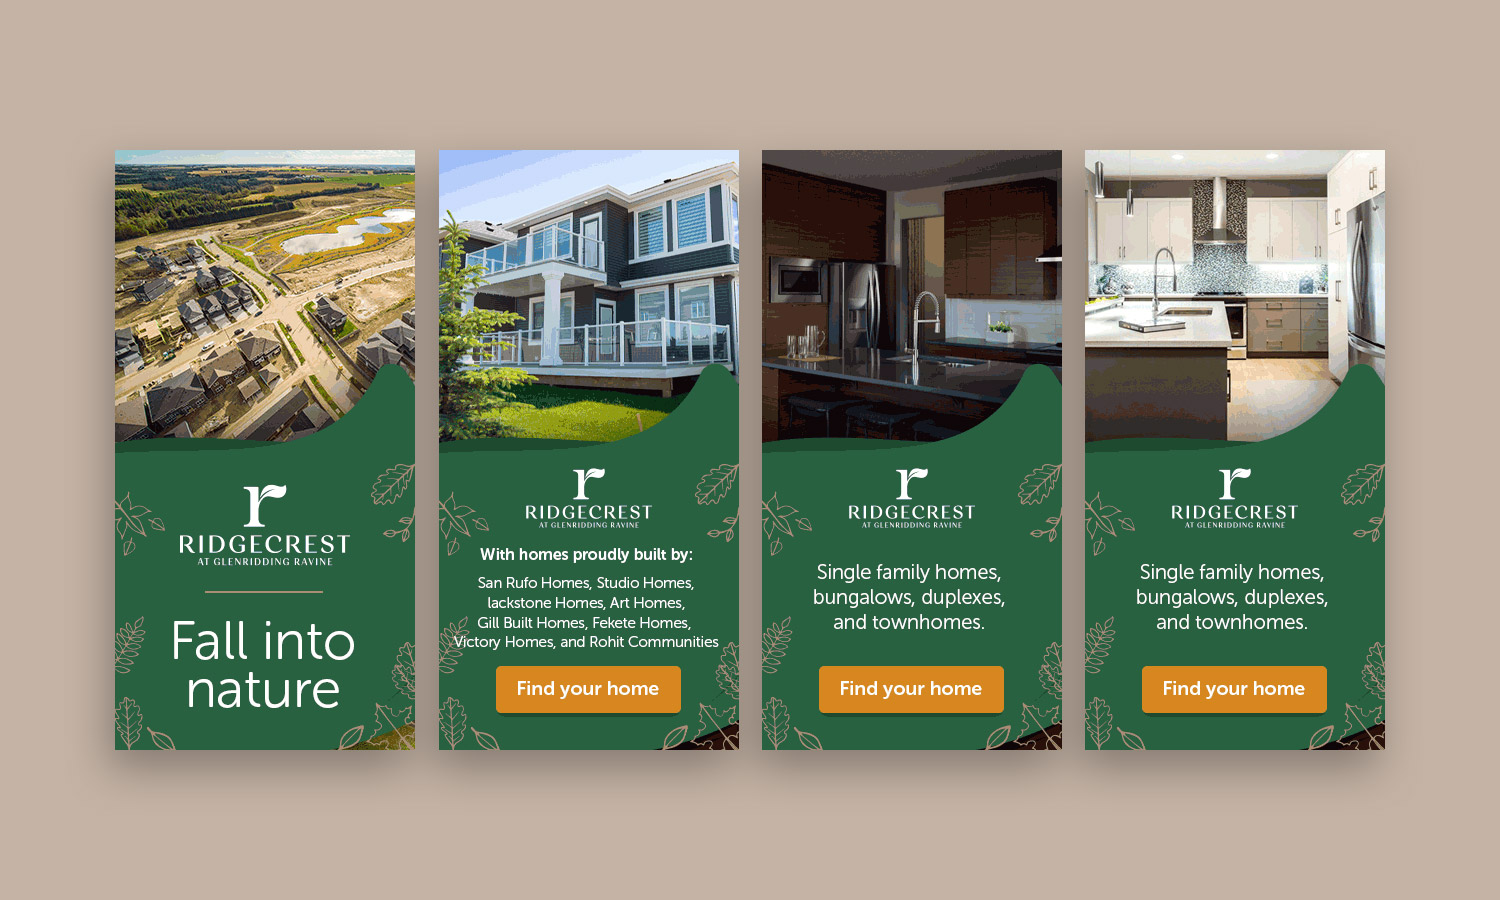 r
RIDGECREST
AT GLENRIDDING RAVINE
Fall into
nature
r
RIDGECREST
AT GLENRIDDING RAVINE
With homes proudly built by:
San Rufo Homes, Studio Homes,
lackstone Homes, Art Homes,
Gill Built Homes, Fekete Homes,
Victory Homes, and Rohit Communities
Find your home
r
RIDGECREST
AT GLENRIDDING RAVINE
Single family homes,
bungalows, duplexes,
and townhomes.
Find your home
r
RIDGECREST
AT GLENRIDDING RAVINE
Single family homes,
bungalows, duplexes,
and townhomes.
Find your home